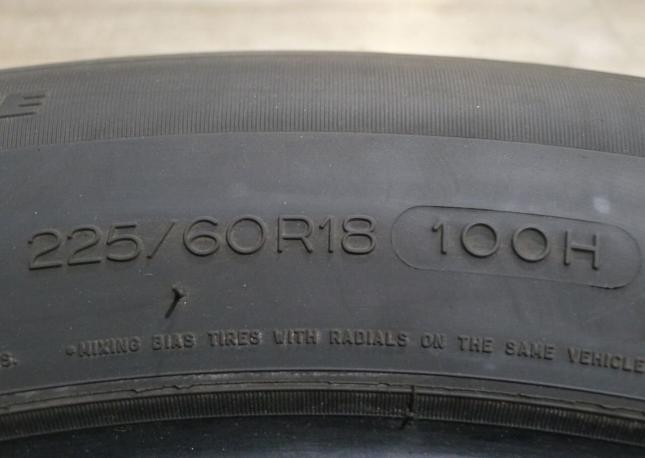 E
225/60R18 100H
S. •MIXING BIAS TIRES WITH RADIALS ON THE SAME VEHICLE